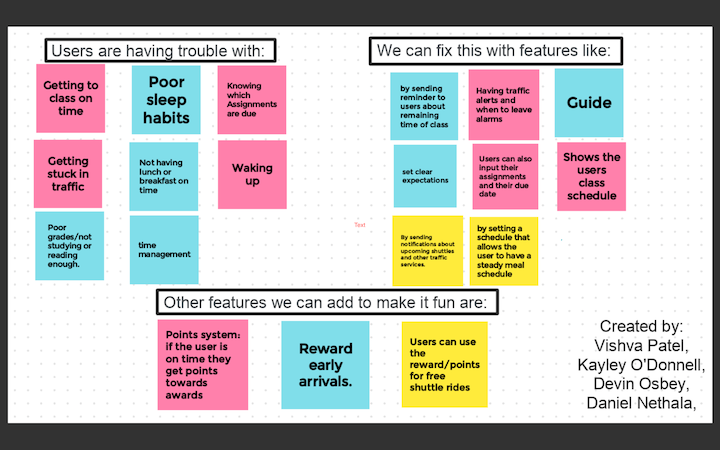 Users are having trouble with:
Getting to
class on
time
Poor
sleep
habits
Knowing
which
Assignments
are due
Getting
stuck in
traffic
Not having
lunch or
breakfast on
time
Waking
up
Poor
grades/not
studying or
reading
enough.
time
management
We can fix this with features like:
by sending
reminder to
users about
remaining
time of class
Having traffic
alerts and
when to leave
alarms
Guide
set clear
expectations
Users can also
input their
assignments
and their due
date
Shows the
users
class
schedule
By sending
notifications about
upcoming shuttles
and other traffic
services.
by setting a
schedule that
allows the
user to have a
steady meal
schedule
Text
Other features we can add to make it fun are:
Points system:
if the user is
on time they
get points
towards
awards
Reward
early
arrivals.
Users can use
the
reward/points
for free
shuttle rides
Created by:
Vishva Patel,
Kayley O'Donnell,
Devin Osbey,
Daniel Nethala,